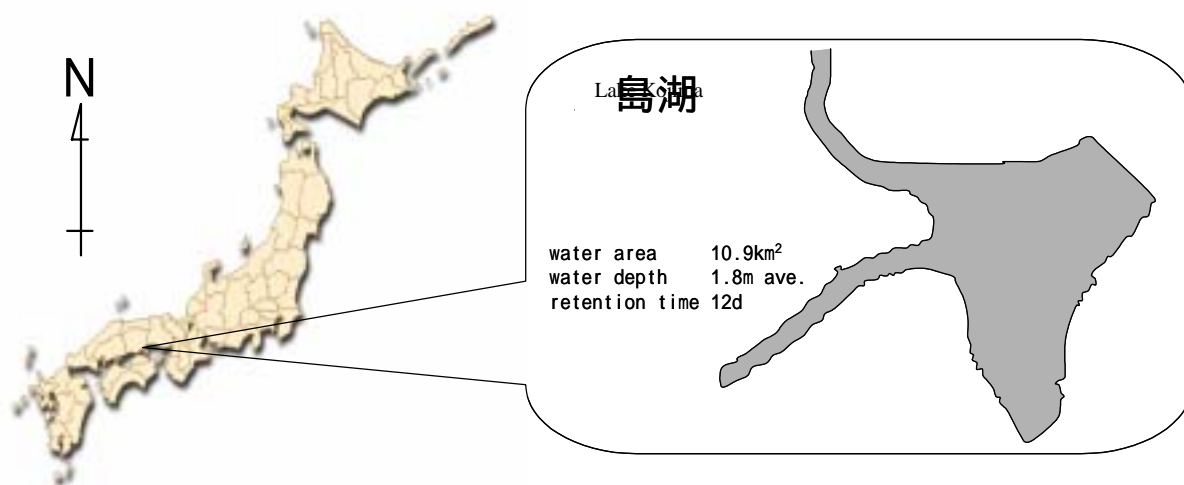 N
島湖
water area 10.9km²
water depth 1.8m ave.
retention time 12d